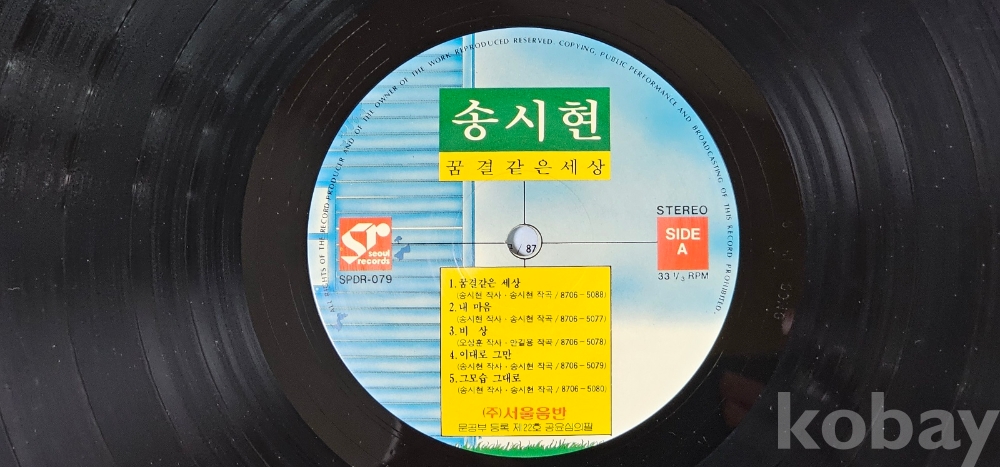 ALL RIGHTS OF THE RECORD PRODUCER AND OF THE OWNER OF THE WORK REPRODUCED RESERVED. COPYING, PUBLIC PERFORMANCE AND BROADCASTING OF THIS RECORD PROHIBITED.
송시현
꿈결같은세상
STEREO
SIDE
A
33 1/3 RPM
sr
seoul
records
SPDR-079
/ 87
1.꿈결같은 세상
(송시현 작사·송시현 작곡/8706-5088)
2.내 마음
(송시현 작사·송시현 작곡/8706-5077)
3.비 상
(오상훈 작사·안길용 작곡/8706-5078)
4.이대로 그만
(송시현 작사·송시현 작곡/8706-5079)
5.그모습 그대로
(송시현 작사·송시현 작곡/8706-5080)
(주)서울음반
문공부 등록 제22호 공윤심의필
kobay